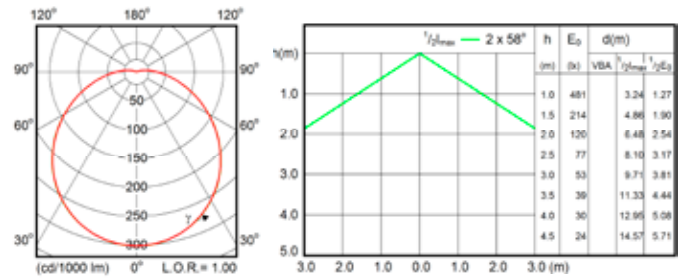 120° 180° 120°
90° 90°
50
60° 100 60°
150
200
250
γ
30° 300 30°
(cd/1000 lm) 0° L.O.R.= 1.00
h(m) 1/2Imax 2 x 58°
1.0
2.0
3.0
4.0
5.0
3.0 2.0 1.0 0.0 1.0 2.0 3.0 (m)
h E0 d(m)
(m) (lx) VBA 1/2Imax 1/2E0
1.0 481 3.24 1.27
1.5 214 4.86 1.90
2.0 120 6.48 2.54
2.5 77 8.10 3.17
3.0 53 9.71 3.81
3.5 39 11.33 4.44
4.0 30 12.95 5.08
4.5 24 14.57 5.71